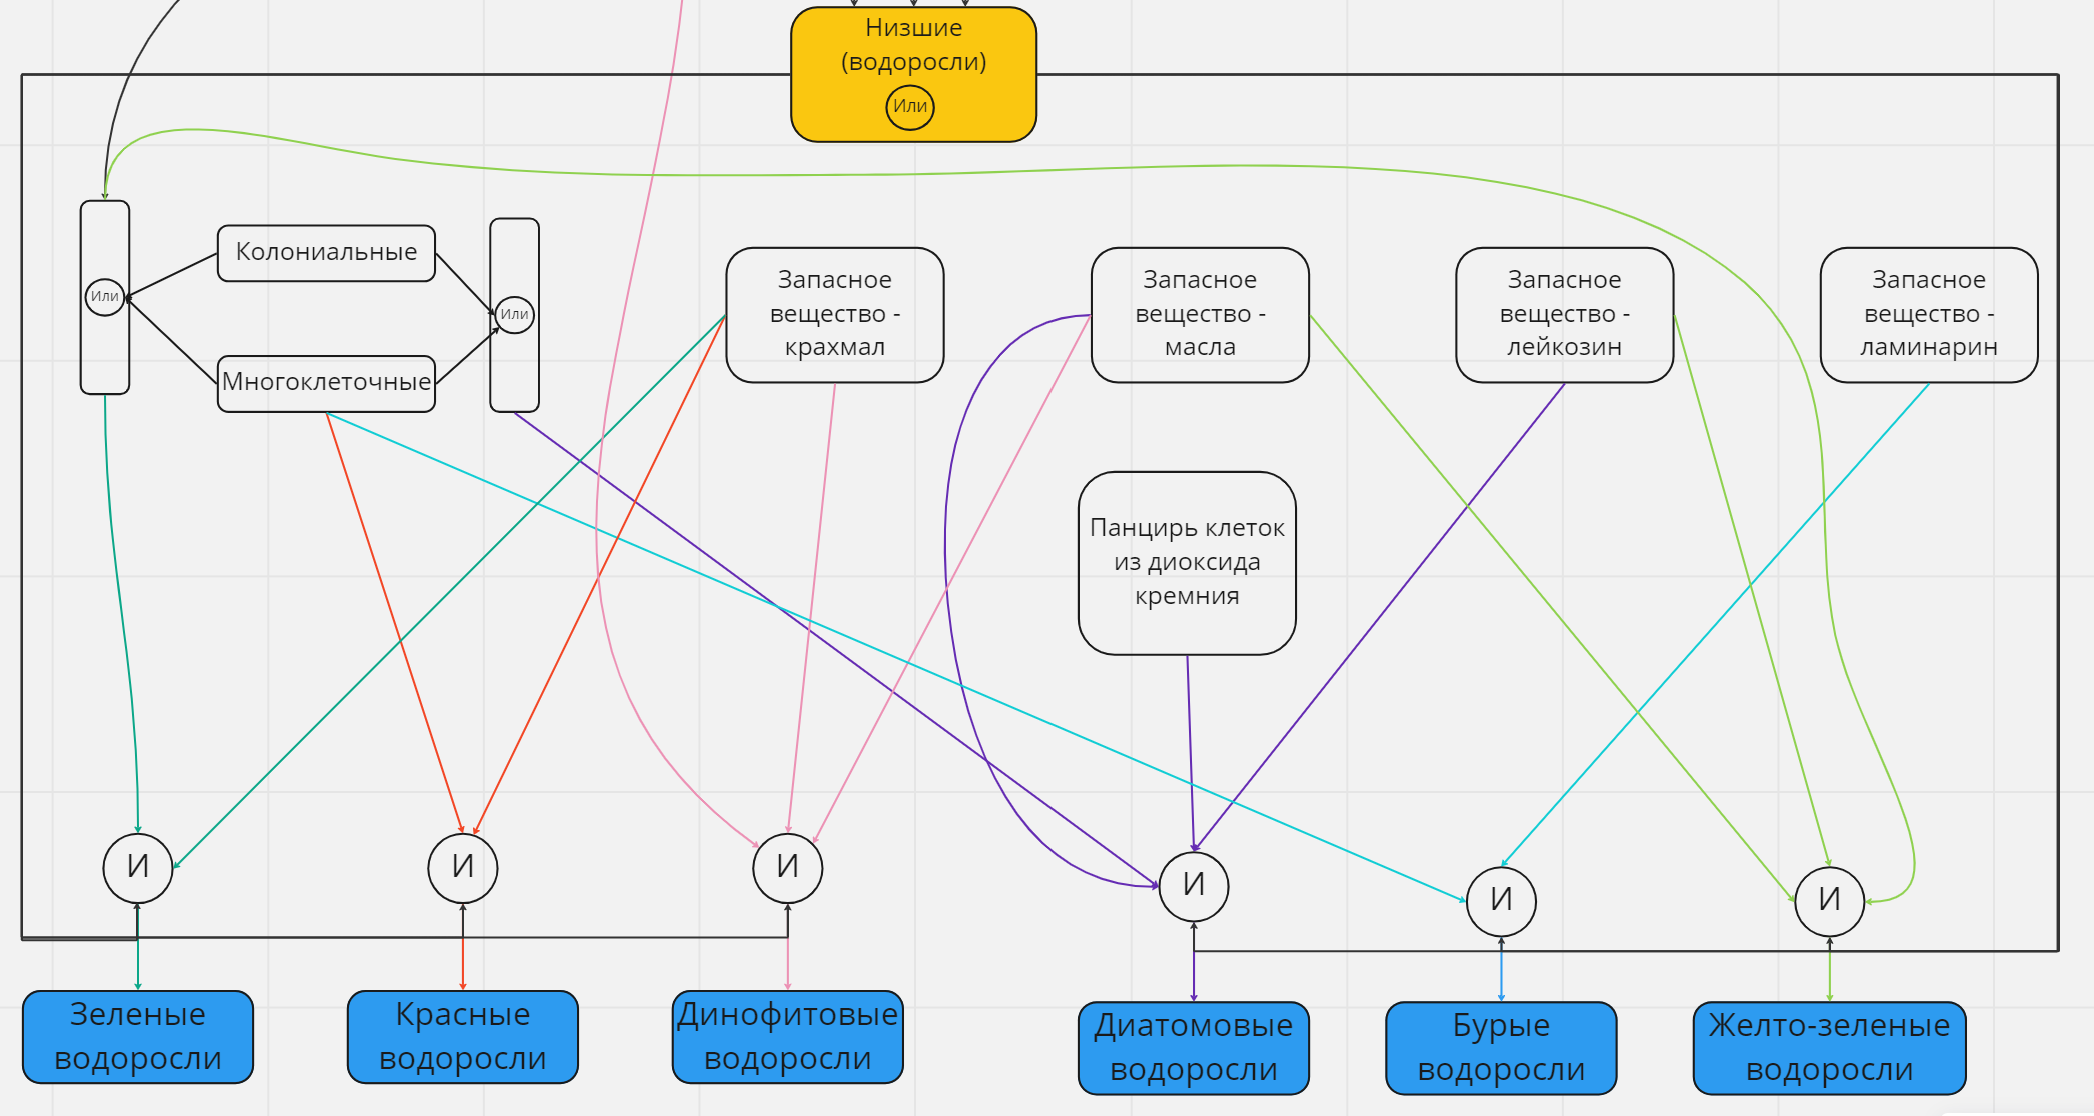 Низшие
(водоросли)
Или
Колониальные
Или
Многоклеточные
Или
Запасное
вещество -
крахмал
Запасное
вещество -
масла
Запасное
вещество -
лейкозин
Запасное
вещество -
ламинарин
Панцирь клеток
из диоксида
кремния
И
И
И
И
И
И
Зеленые
водоросли
Красные
водоросли
Динофитовые
водоросли
Диатомовые
водоросли
Бурые
водоросли
Желто-зеленые
водоросли